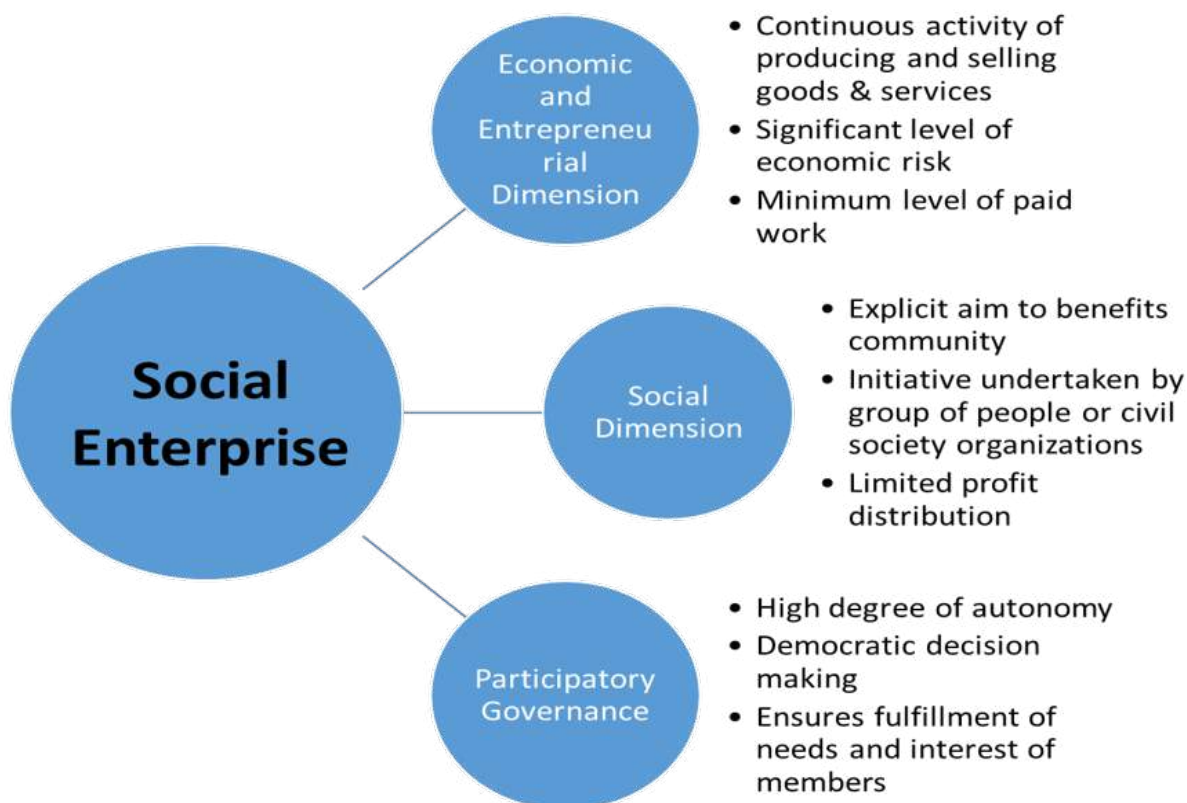 Social
Enterprise
Economic
and
Entrepreneu
rial
Dimension
• Continuous activity of
producing and selling
goods & services
• Significant level of
economic risk
• Minimum level of paid
work
Social
Dimension
• Explicit aim to benefits
community
• Initiative undertaken by
group of people or civil
society organizations
• Limited profit
distribution
Participatory
Governance
• High degree of autonomy
• Democratic decision
making
• Ensures fulfillment of
needs and interest of
members